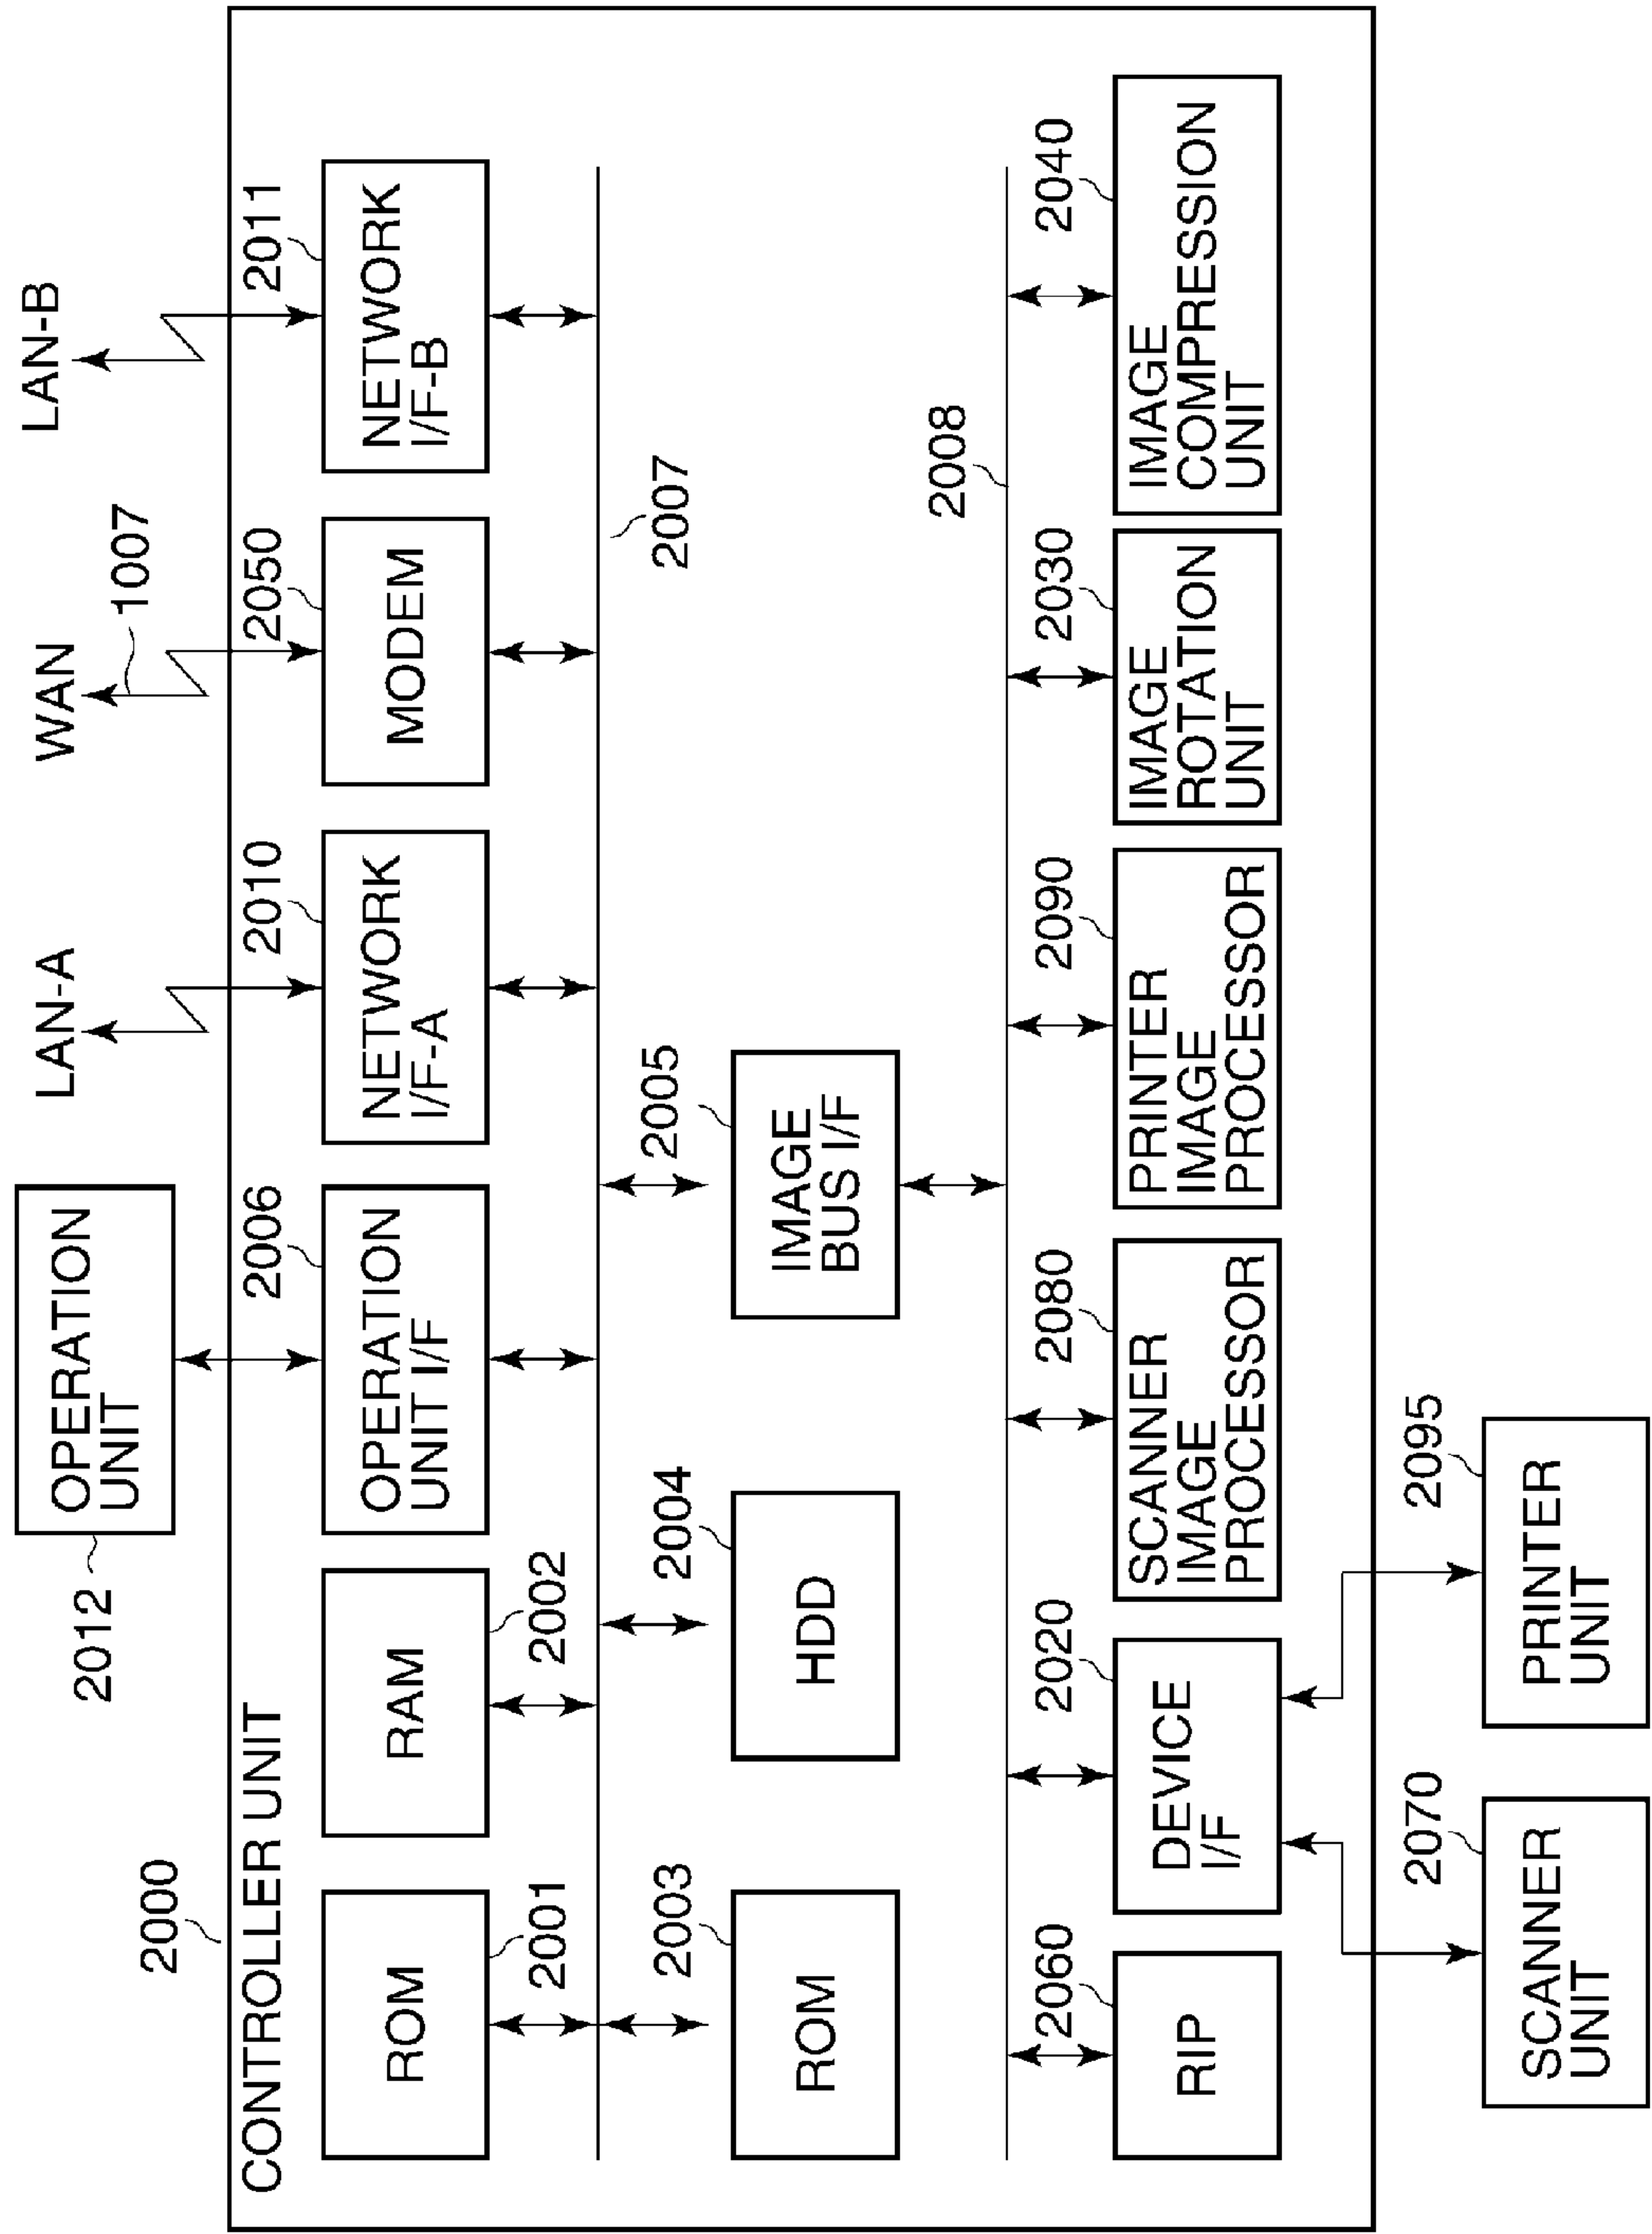 LAN-A
WAN
LAN-B
1007
OPERATION
UNIT
2012
2000
CONTROLLER UNIT
2006
2010
2050
2011
ROM
RAM
OPERATION
UNIT I/F
NETWORK
I/F-A
MODEM
NETWORK
I/F-B
2001
2002
2007
2003
2004
2005
ROM
HDD
IMAGE
BUS I/F
2008
2060
2020
2080
2090
2030
2040
RIP
DEVICE
I/F
SCANNER
IMAGE
PROCESSOR
PRINTER
IMAGE
PROCESSOR
IMAGE
ROTATION
UNIT
IMAGE
COMPRESSION
UNIT
2070
2095
SCANNER
UNIT
PRINTER
UNIT